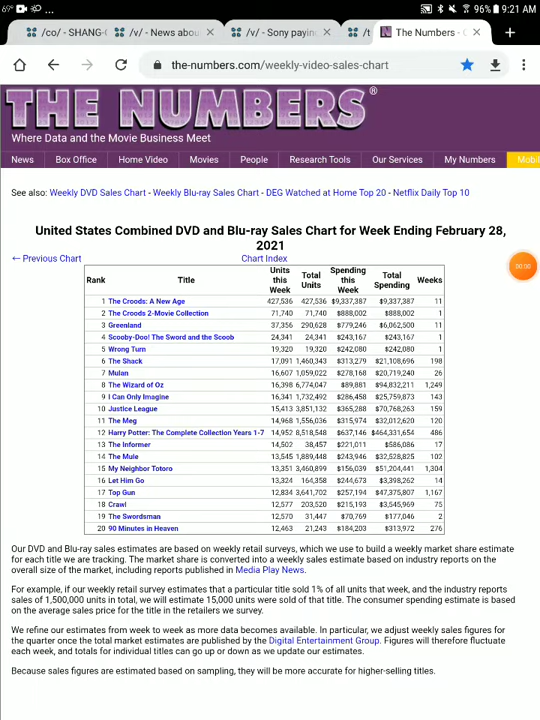 69° 96% 9:21 AM
/co/ - SHANG-C /v/ - News abou /v/ - Sony payin /t The Numbers - C
the-numbers.com/weekly-video-sales-chart
THE NUMBERS®
Where Data and the Movie Business Meet
News Box Office Home Video Movies People Research Tools Our Services My Numbers Mobil
See also: Weekly DVD Sales Chart - Weekly Blu-ray Sales Chart - DEG Watched at Home Top 20 - Netflix Daily Top 10
United States Combined DVD and Blu-ray Sales Chart for Week Ending February 28,
2021
← Previous Chart Chart Index
Rank Title Units this Week Total Units Spending this Week Total Spending Weeks
1 The Croods: A New Age 427,536 427,536 $9,337,387 $9,337,387 11
2 The Croods 2-Movie Collection 71,740 71,740 $888,002 $888,002 1
3 Greenland 37,356 290,628 $779,246 $6,062,500 11
4 Scooby-Doo! The Sword and the Scoob 24,341 24,341 $243,167 $243,167 1
5 Wrong Turn 19,320 19,320 $242,080 $242,080 1
6 The Shack 17,091 1,460,343 $313,279 $21,108,696 198
7 Mulan 16,607 1,059,022 $278,168 $20,719,240 26
8 The Wizard of Oz 16,398 6,774,047 $89,881 $94,832,211 1,249
9 I Can Only Imagine 16,341 1,732,492 $286,458 $25,759,873 143
10 Justice League 15,413 3,851,132 $365,288 $70,768,263 159
11 The Meg 14,968 1,556,036 $315,974 $32,012,620 120
12 Harry Potter: The Complete Collection Years 1-7 14,952 8,518,548 $637,146 $464,331,654 486
13 The Informer 14,502 38,457 $221,011 $586,086 17
14 The Mule 13,545 1,889,448 $243,946 $32,528,825 102
15 My Neighbor Totoro 13,351 3,460,899 $156,039 $51,204,441 1,304
16 Let Him Go 13,324 164,358 $244,673 $3,398,262 14
17 Top Gun 12,834 3,641,702 $257,194 $47,375,807 1,167
18 Crawl 12,577 203,520 $215,113 $3,545,969 75
19 The Swordsman 12,570 31,447 $70,769 $177,046 2
20 90 Minutes in Heaven 12,463 21,243 $184,203 $313,972 276
00:00
Our DVD and Blu-ray sales estimates are based on weekly retail surveys, which we use to build a weekly market share estimate
for each title we are tracking. The market share is converted into a weekly sales estimate based on industry reports on the
overall size of the market, including reports published in Media Play News.
For example, if our weekly retail survey estimates that a particular title sold 1% of all units that week, and the industry reports
sales of 1,500,000 units in total, we will estimate 15,000 units were sold of that title. The consumer spending estimate is based
on the average sales price for the title in the retailers we survey.
We refine our estimates from week to week as more data becomes available. In particular, we adjust weekly sales figures for
the quarter once the total market estimates are published by the Digital Entertainment Group. Figures will therefore fluctuate
each week, and totals for individual titles can go up or down as we update our estimates.
Because sales figures are estimated based on sampling, they will be more accurate for higher-selling titles.